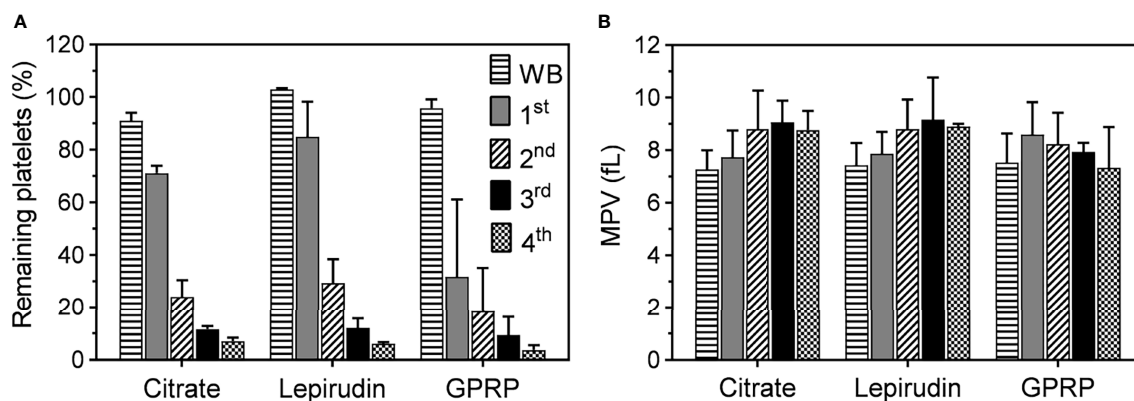 A
Remaining platelets (%)
120
100
80
60
40
20
0
WB
1st
2nd
3rd
4th
Citrate Lepirudin GPRP
B
MPV (fL)
12
10
8
6
4
2
0
Citrate Lepirudin GPRP